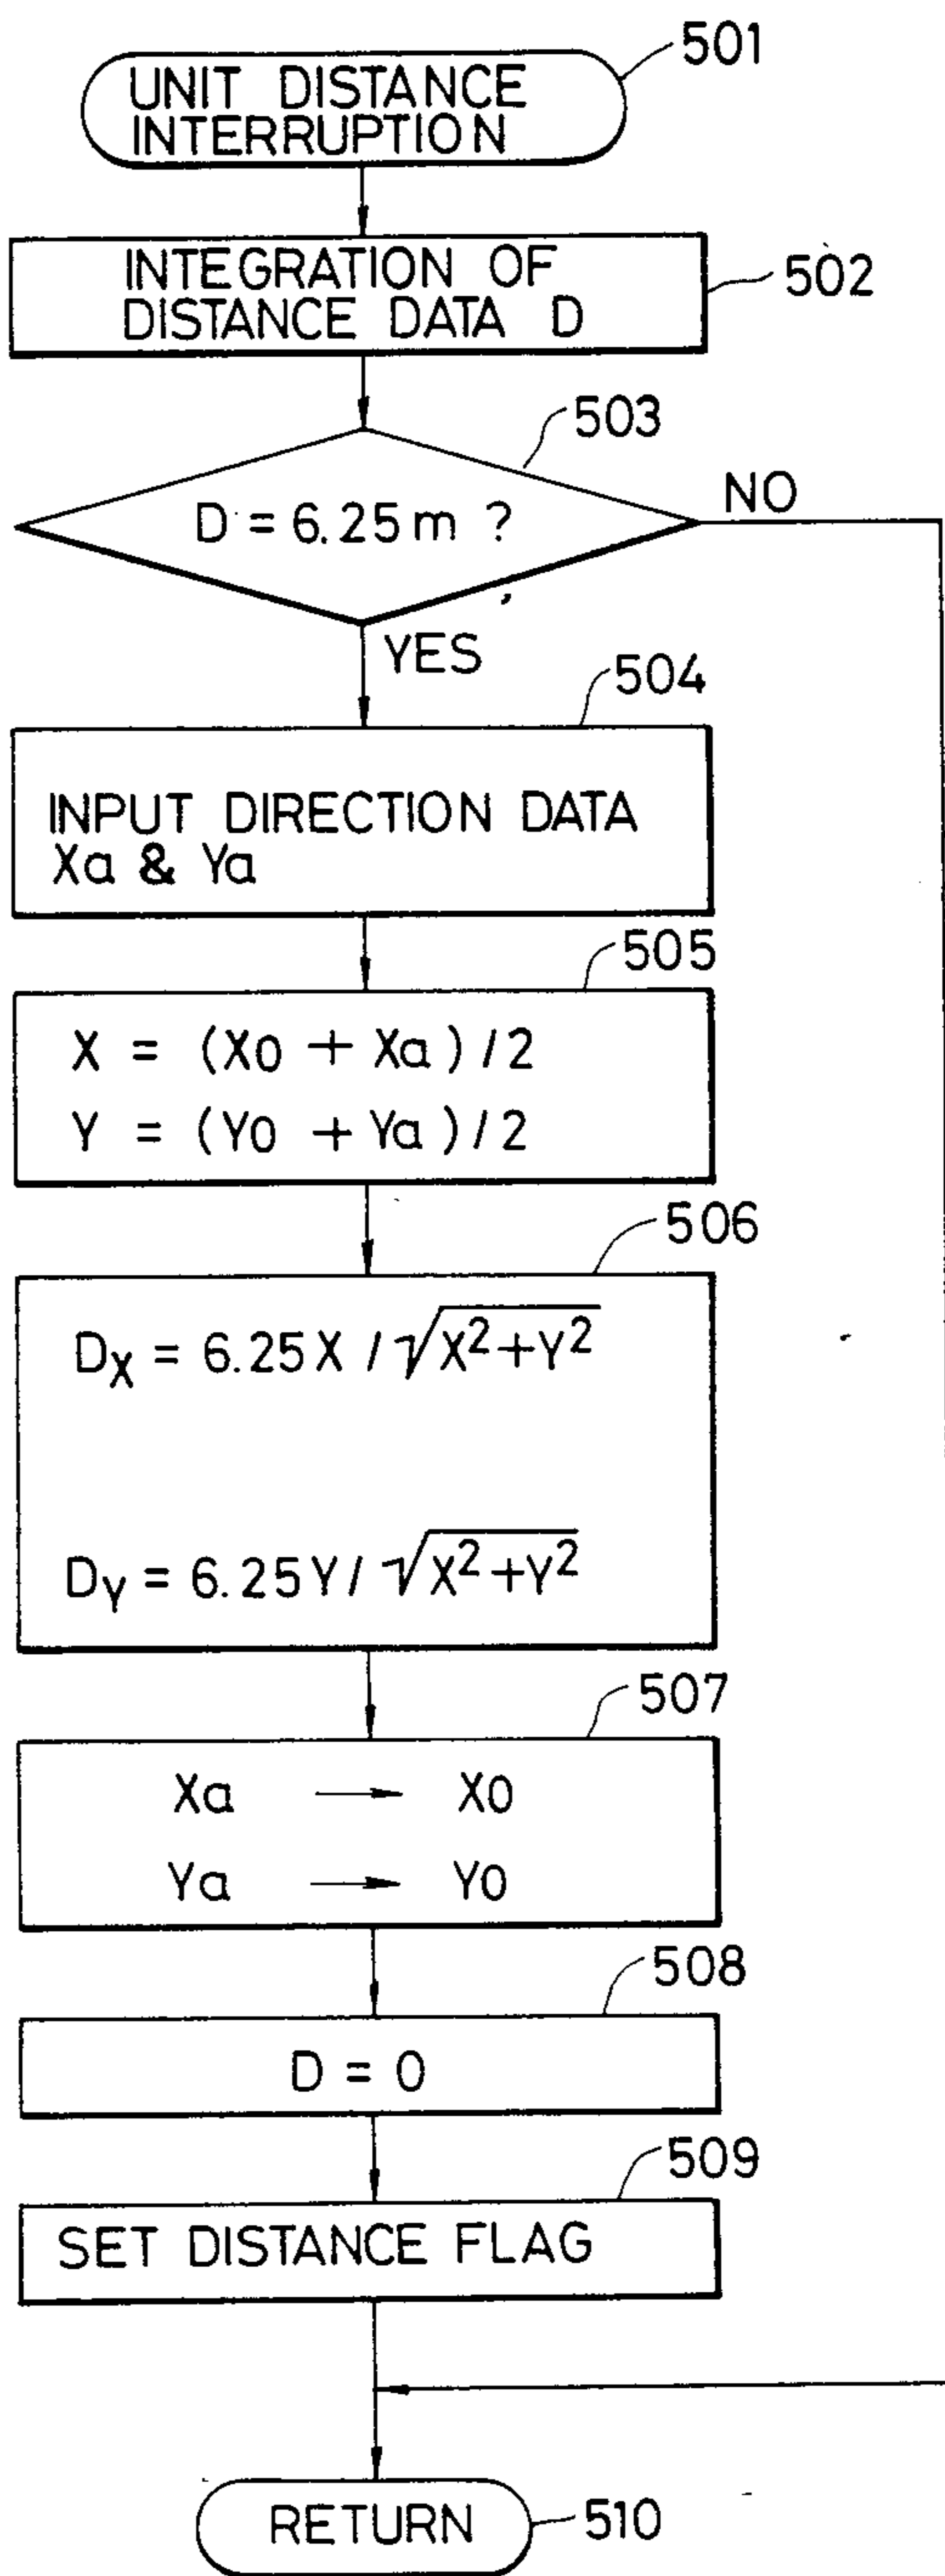 501
UNIT DISTANCE
INTERRUPTION
INTEGRATION OF
DISTANCE DATA D
502
503
D = 6.25 m ?
NO
YES
504
INPUT DIRECTION DATA
Xa & Ya
505
X = (X0 + Xa) / 2
Y = (Y0 + Ya) / 2
506
DX = 6.25 X / √X²+Y²
DY = 6.25 Y / √X²+Y²
507
Xa → X0
Ya → Y0
508
D = 0
509
SET DISTANCE FLAG
RETURN
510